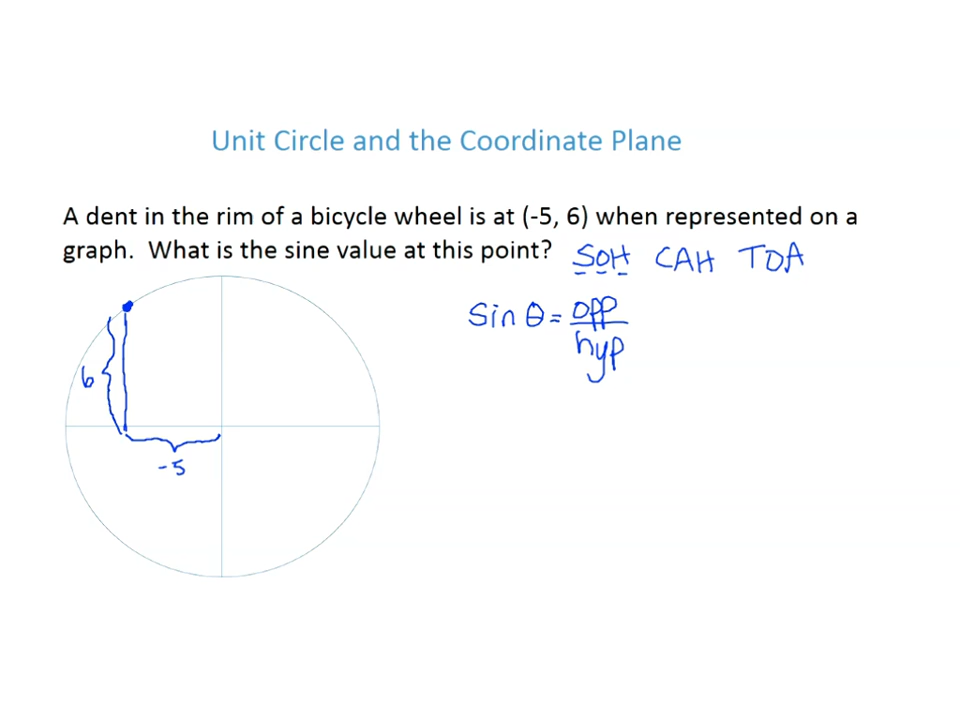 Unit Circle and the Coordinate Plane
A dent in the rim of a bicycle wheel is at (-5, 6) when represented on a
graph. What is the sine value at this point? SOH CAH TOA
Sin θ = opp
hyp
6
-5